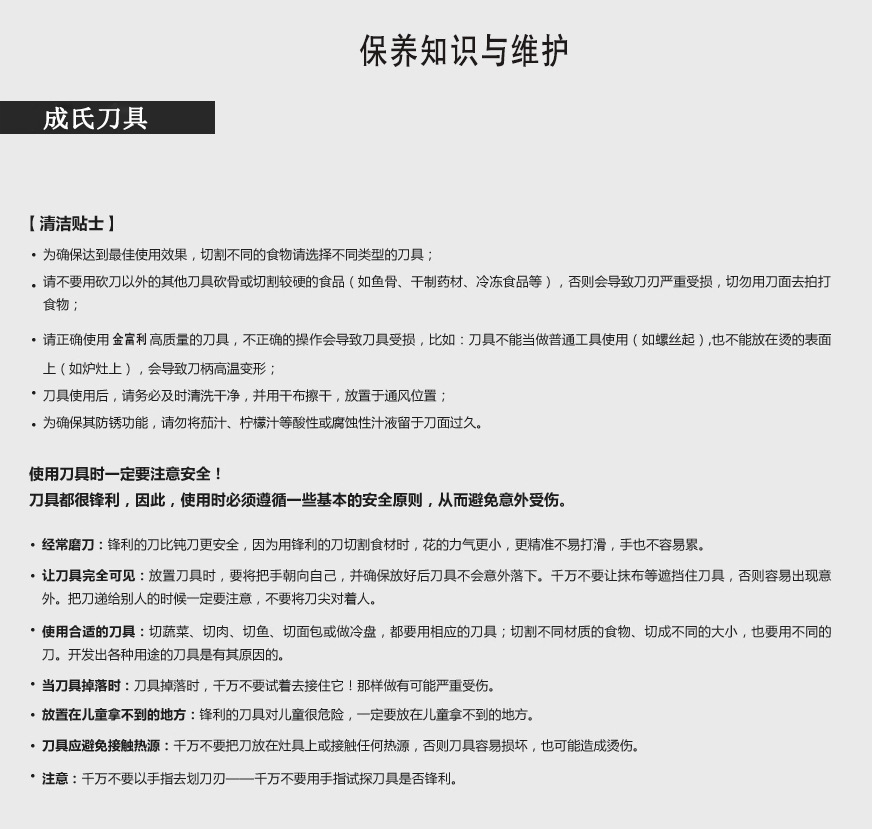 保养知识与维护
成氏刀具
【 清洁贴士 】
• 为确保达到最佳使用效果，切割不同的食物请选择不同类型的刀具；
• 请不要用砍刀以外的其他刀具砍骨或切割较硬的食品（如鱼骨、干制药材、冷冻食品等），否则会导致刀刃严重受损，切勿用刀面去拍打
食物；
• 请正确使用 金富利 高质量的刀具，不正确的操作会导致刀具受损，比如：刀具不能当做普通工具使用（如螺丝起）,也不能放在烫的表面
上（如炉灶上），会导致刀柄高温变形；
• 刀具使用后，请务必及时清洗干净，并用干布擦干，放置于通风位置；
• 为确保其防锈功能，请勿将茄汁、柠檬汁等酸性或腐蚀性汁液留于刀面过久。
使用刀具时一定要注意安全！
刀具都很锋利，因此，使用时必须遵循一些基本的安全原则，从而避免意外受伤。
• 经常磨刀：锋利的刀比钝刀更安全，因为用锋利的刀切割食材时，花的力气更小，更精准不易打滑，手也不容易累。
• 让刀具完全可见：放置刀具时，要将把手朝向自己，并确保放好后刀具不会意外落下。千万不要让抹布等遮挡住刀具，否则容易出现意
外。把刀递给别人的时候一定要注意，不要将刀尖对着人。
• 使用合适的刀具：切蔬菜、切肉、切鱼、切面包或做冷盘，都要用相应的刀具；切割不同材质的食物、切成不同的大小，也要用不同的
刀。开发出各种用途的刀具是有其原因的。
• 当刀具掉落时：刀具掉落时，千万不要试着去接住它！那样做有可能严重受伤。
• 放置在儿童拿不到的地方：锋利的刀具对儿童很危险，一定要放在儿童拿不到的地方。
• 刀具应避免接触热源：千万不要把刀放在灶具上或接触任何热源，否则刀具容易损坏，也可能造成烫伤。
• 注意：千万不要以手指去划刀刃——千万不要用手指试探刀具是否锋利。